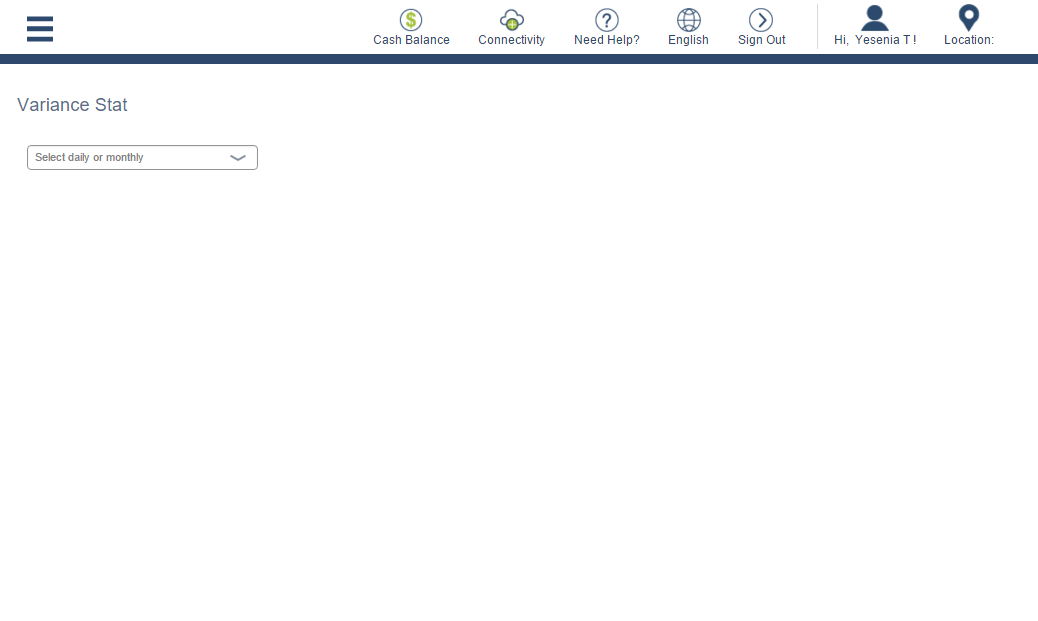 Cash Balance
Connectivity
Need Help?
English
Sign Out
Hi, Yesenia T !
Location:
Variance Stat
Select daily or monthly